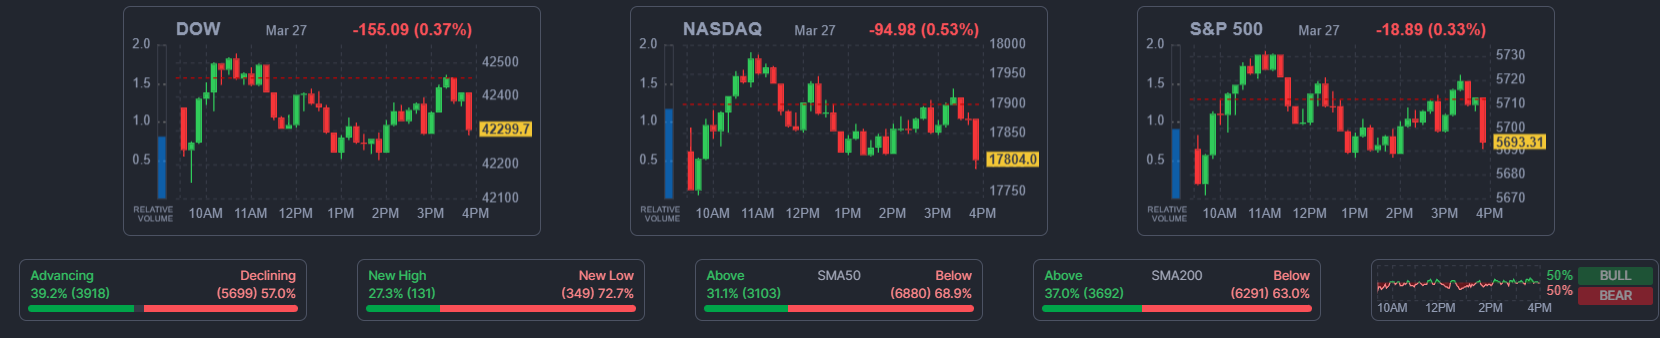 DOW Mar 27 -155.09 (0.37%)
2.0
1.5
1.0
0.5
42500
42400
42299.7
42200
42100
RELATIVE
VOLUME
10AM 11AM 12PM 1PM 2PM 3PM 4PM
NASDAQ Mar 27 -94.98 (0.53%)
2.0
1.5
1.0
0.5
18000
17950
17900
17850
17804.0
17750
RELATIVE
VOLUME
10AM 11AM 12PM 1PM 2PM 3PM 4PM
S&P 500 Mar 27 -18.89 (0.33%)
2.0
1.5
1.0
0.5
5730
5720
5710
5700
5693.31
5690
5680
5670
RELATIVE
VOLUME
10AM 11AM 12PM 1PM 2PM 3PM 4PM
Advancing Declining
39.2% (3918) (5699) 57.0%
New High New Low
27.3% (131) (349) 72.7%
Above SMA50 Below
31.1% (3103) (6880) 68.9%
Above SMA200 Below
37.0% (3692) (6291) 63.0%
50% BULL
50% BEAR
10AM 12PM 2PM 4PM